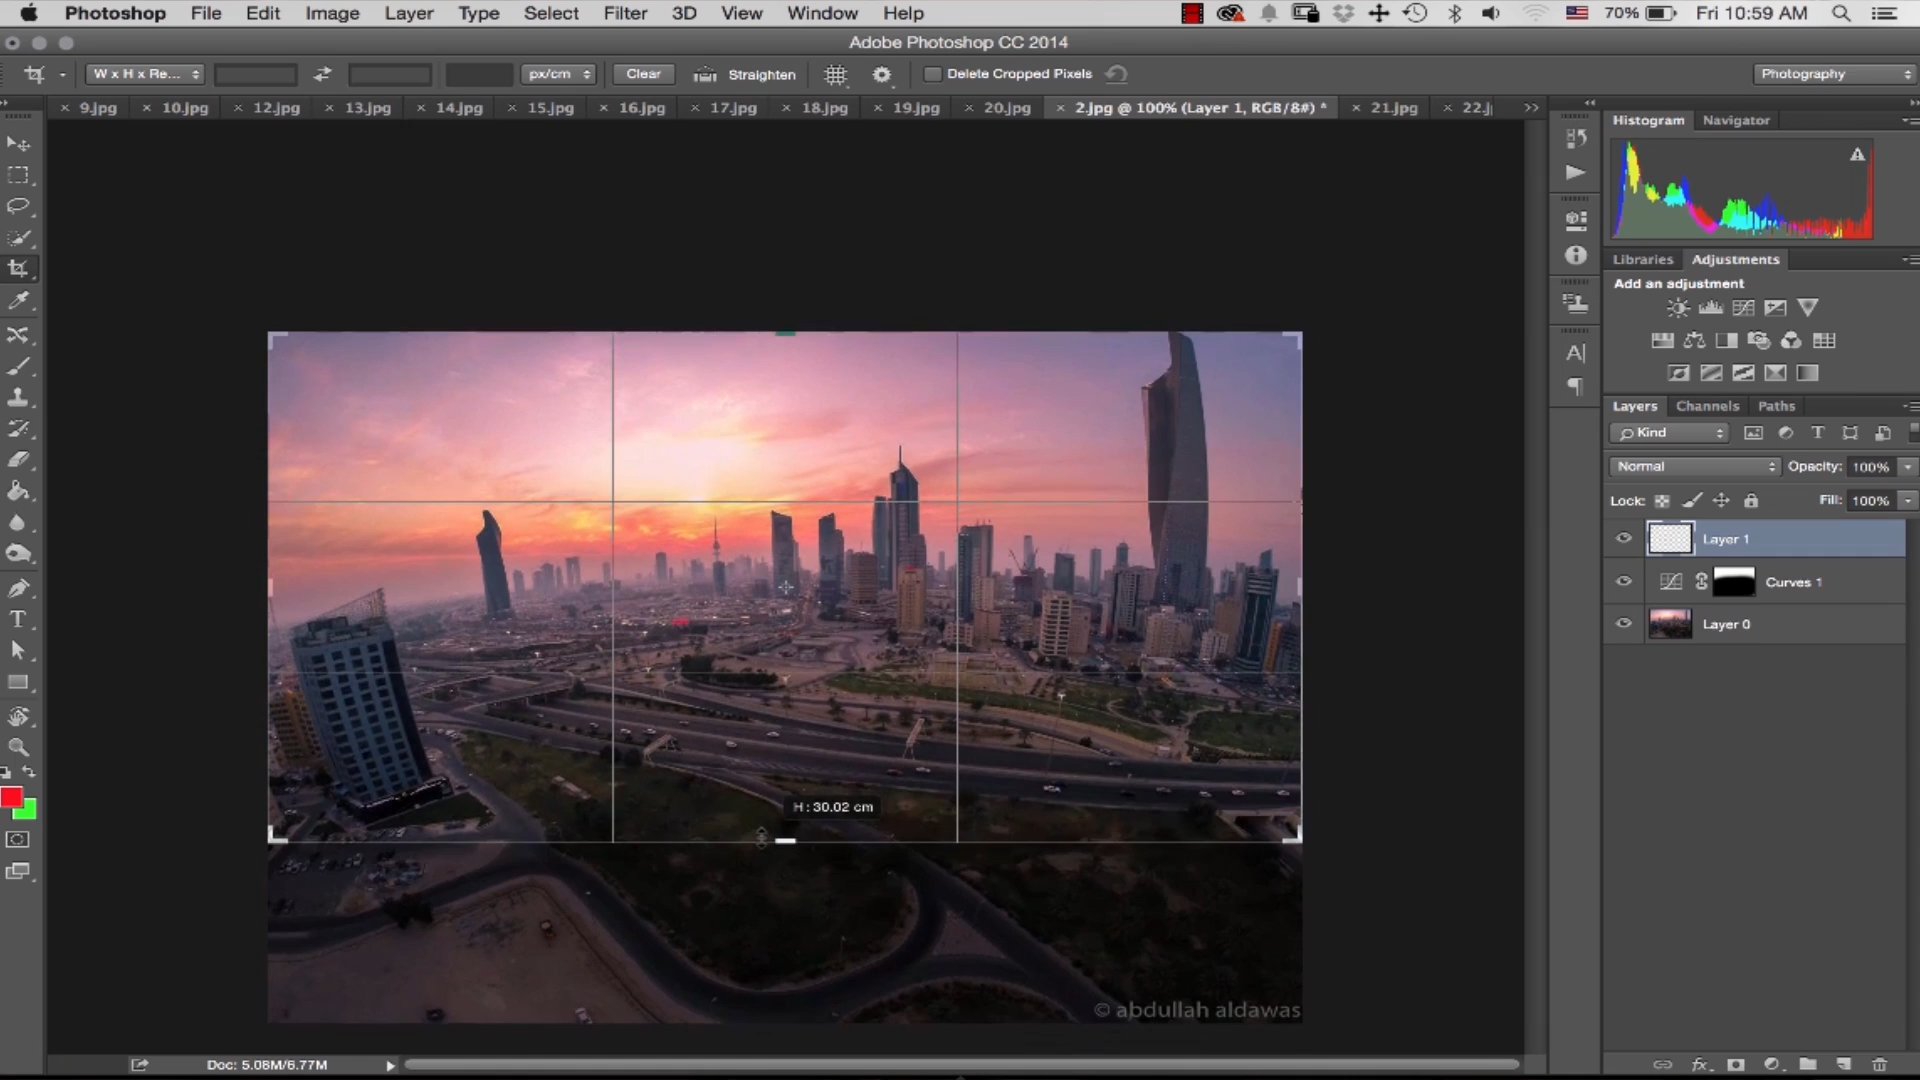 Photoshop File Edit Image Layer Type Select Filter 3D View Window Help 70% Fri 10:59 AM
Adobe Photoshop CC 2014
W x H x Re... px/cm Clear Straighten Delete Cropped Pixels Photography
9.jpg 10.jpg 12.jpg 13.jpg 14.jpg 15.jpg 16.jpg 17.jpg 18.jpg 19.jpg 20.jpg 2.jpg @ 100% (Layer 1, RGB/8#) * 21.jpg 22.j
Histogram Navigator
Libraries Adjustments
Add an adjustment
Layers Channels Paths
Kind
Normal Opacity: 100%
Lock: Fill: 100%
Layer 1
Curves 1
Layer 0
H: 30.02 cm
© abdullah aldawas
Doc: 5.08M/6.77M